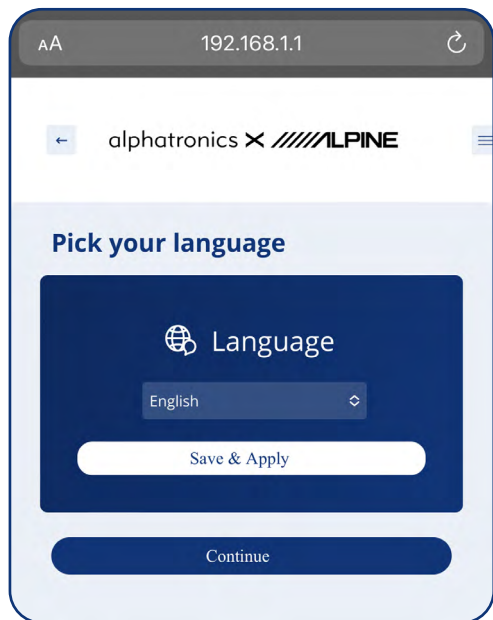 AA 192.168.1.1
alphatronics X ALPINE
Pick your language
Language
English
Save & Apply
Continue